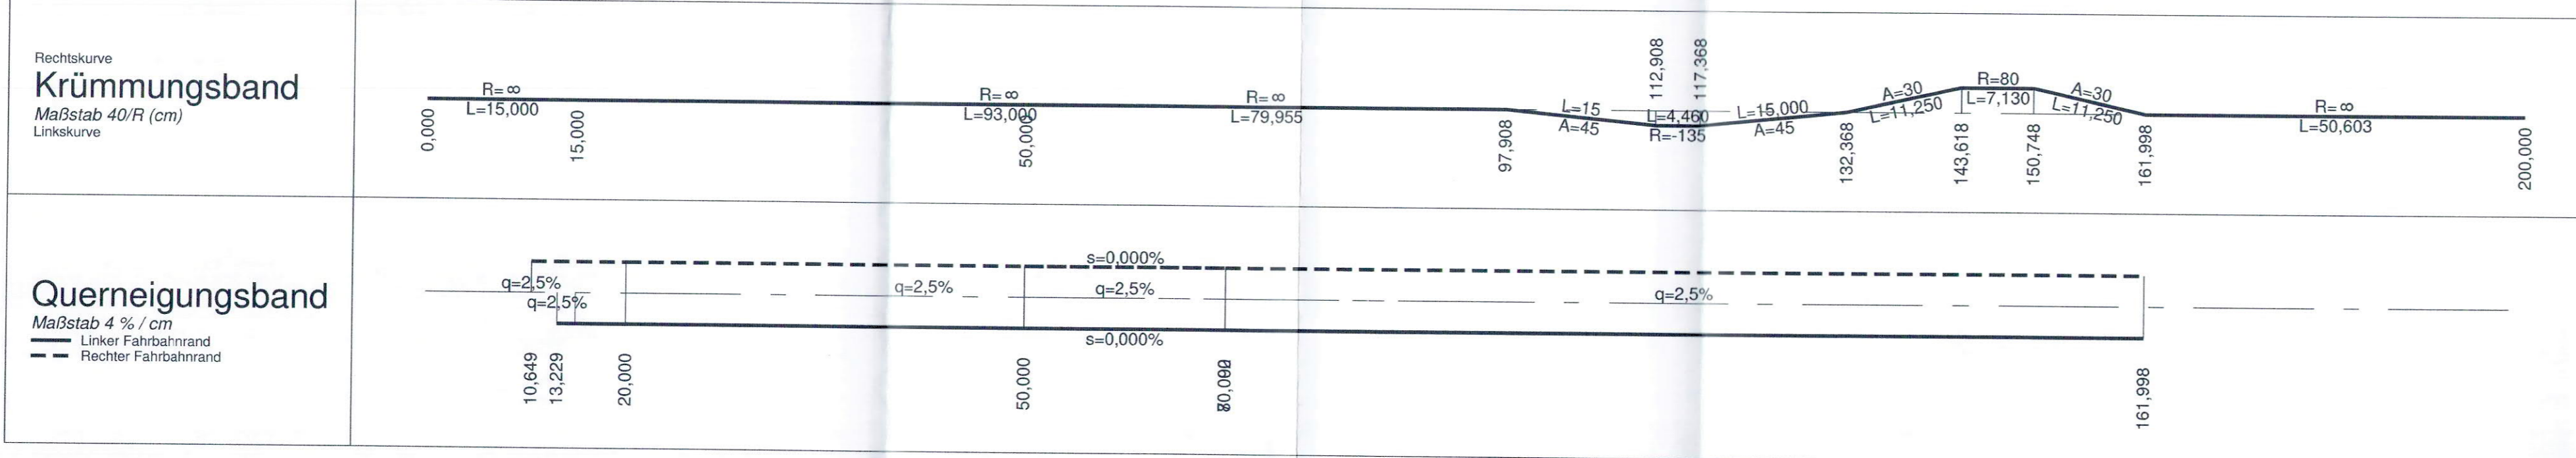 Rechtskurve
Krümmungsband
Maßstab 40/R (cm)
Linkskurve
R=∞
L=15,000
0,000
15,000
R=∞
L=93,000
50,000
R=∞
L=79,955
97,908
L=15
A=45
112,908
117,368
L=4,460
R=-135
L=15,000
A=45
132,368
A=30
L=11,250
143,618
R=80
L=7,130
150,748
A=30
L=11,250
161,998
R=∞
L=50,603
200,000
Querneigungsband
Maßstab 4 % / cm
Linker Fahrbahnrand
Rechter Fahrbahnrand
q=2,5%
q=2,5%
q=2,5%
s=0,000%
q=2,5%
s=0,000%
q=2,5%
10,649
13,229
20,000
50,000
161,998